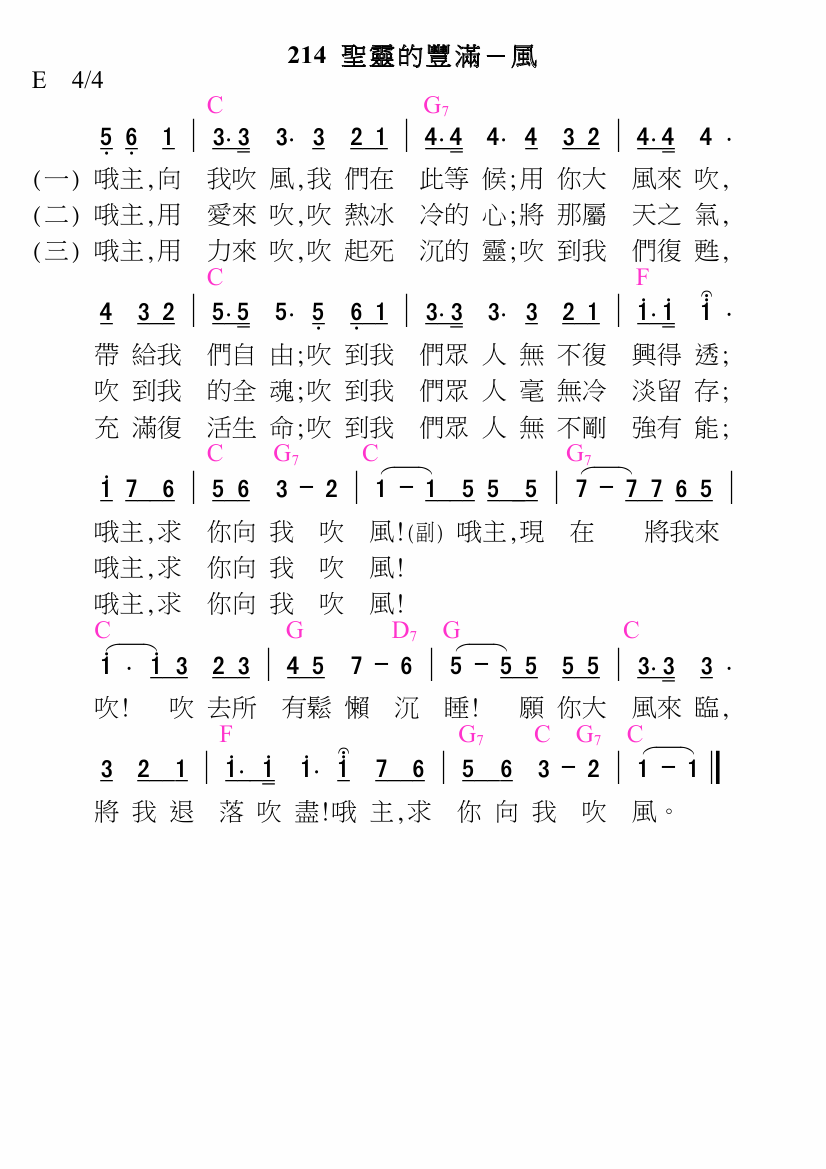 214 聖靈的豐滿－風
E 4/4
C G7
5 6 1 | 3. 3 3. 3 2 1 | 4. 4 4. 4 3 2 | 4. 4 4 .
(一) 哦主,向 我吹 風,我 們在 此等 候;用 你大 風來 吹,
(二) 哦主,用 愛來 吹,吹 熱冰 冷的 心;將 那屬 天之 氣,
(三) 哦主,用 力來 吹,吹 起死 沉的 靈;吹 到我 們復 甦,
C F
4 3 2 | 5. 5 5. 5 6 1 | 3. 3 3. 3 2 1 | 1. 1 1 .
帶 給我 們自 由;吹 到我 們眾 人 無 不復 興得 透;
吹 到我 的全 魂;吹 到我 們眾 人 毫 無冷 淡留 存;
充 滿復 活生 命;吹 到我 們眾 人 無 不剛 強有 能;
C G7 C G7
1 7 6 | 5 6 3 – 2 | 1 – 1 5 5 5 | 7 – 7 7 6 5 |
哦主,求 你向 我 吹 風!(副) 哦主,現 在 將我來
哦主,求 你向 我 吹 風!
哦主,求 你向 我 吹 風!
C G D7 G C
1 . 1 3 2 3 | 4 5 7 – 6 | 5 – 5 5 5 5 | 3. 3 3 .
吹! 吹 去所 有鬆 懶 沉 睡! 願 你大 風來 臨,
F G7 C G7 C
3 2 1 | 1. 1 1. 1 7 6 | 5 6 3 – 2 | 1 – 1 ||
將 我 退 落 吹 盡!哦 主,求 你 向 我 吹 風。